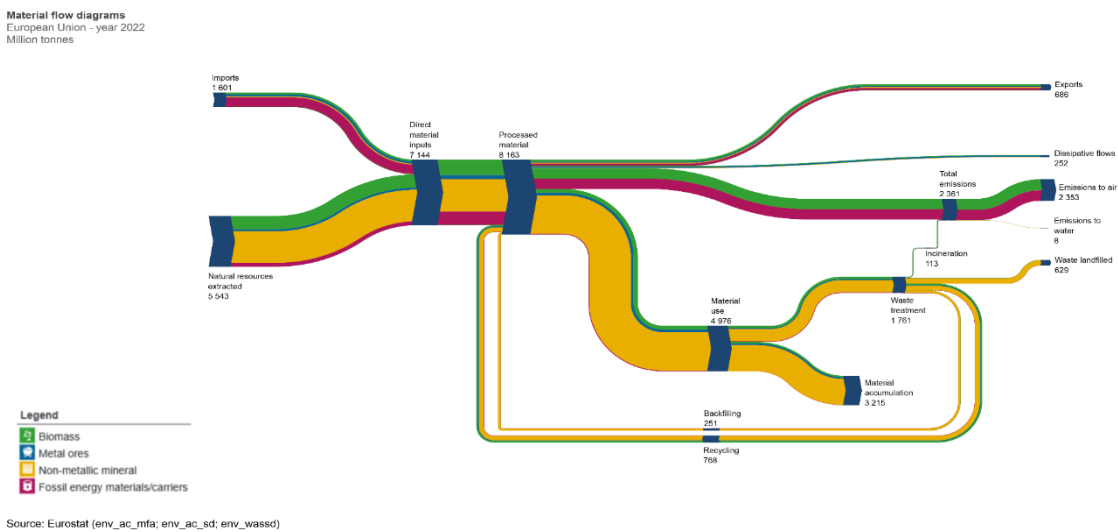 Material flow diagrams
European Union - year 2022
Million tonnes
Imports
1 601
Exports
686
Direct
material
inputs
7 144
Processed
material
8 163
Dissipative flows
252
Total
emissions
2 361
Emissions to air
2 353
Emissions to
water
8
Incineration
113
Waste landfilled
629
Natural resources
extracted
5 543
Material
use
4 976
Waste
treatment
1 761
Material
accumulation
3 215
Backfilling
251
Recycling
768
Legend
Biomass
Metal ores
Non-metallic mineral
Fossil energy materials/carriers
Source: Eurostat (env_ac_mfa; env_ac_sd; env_wassd)